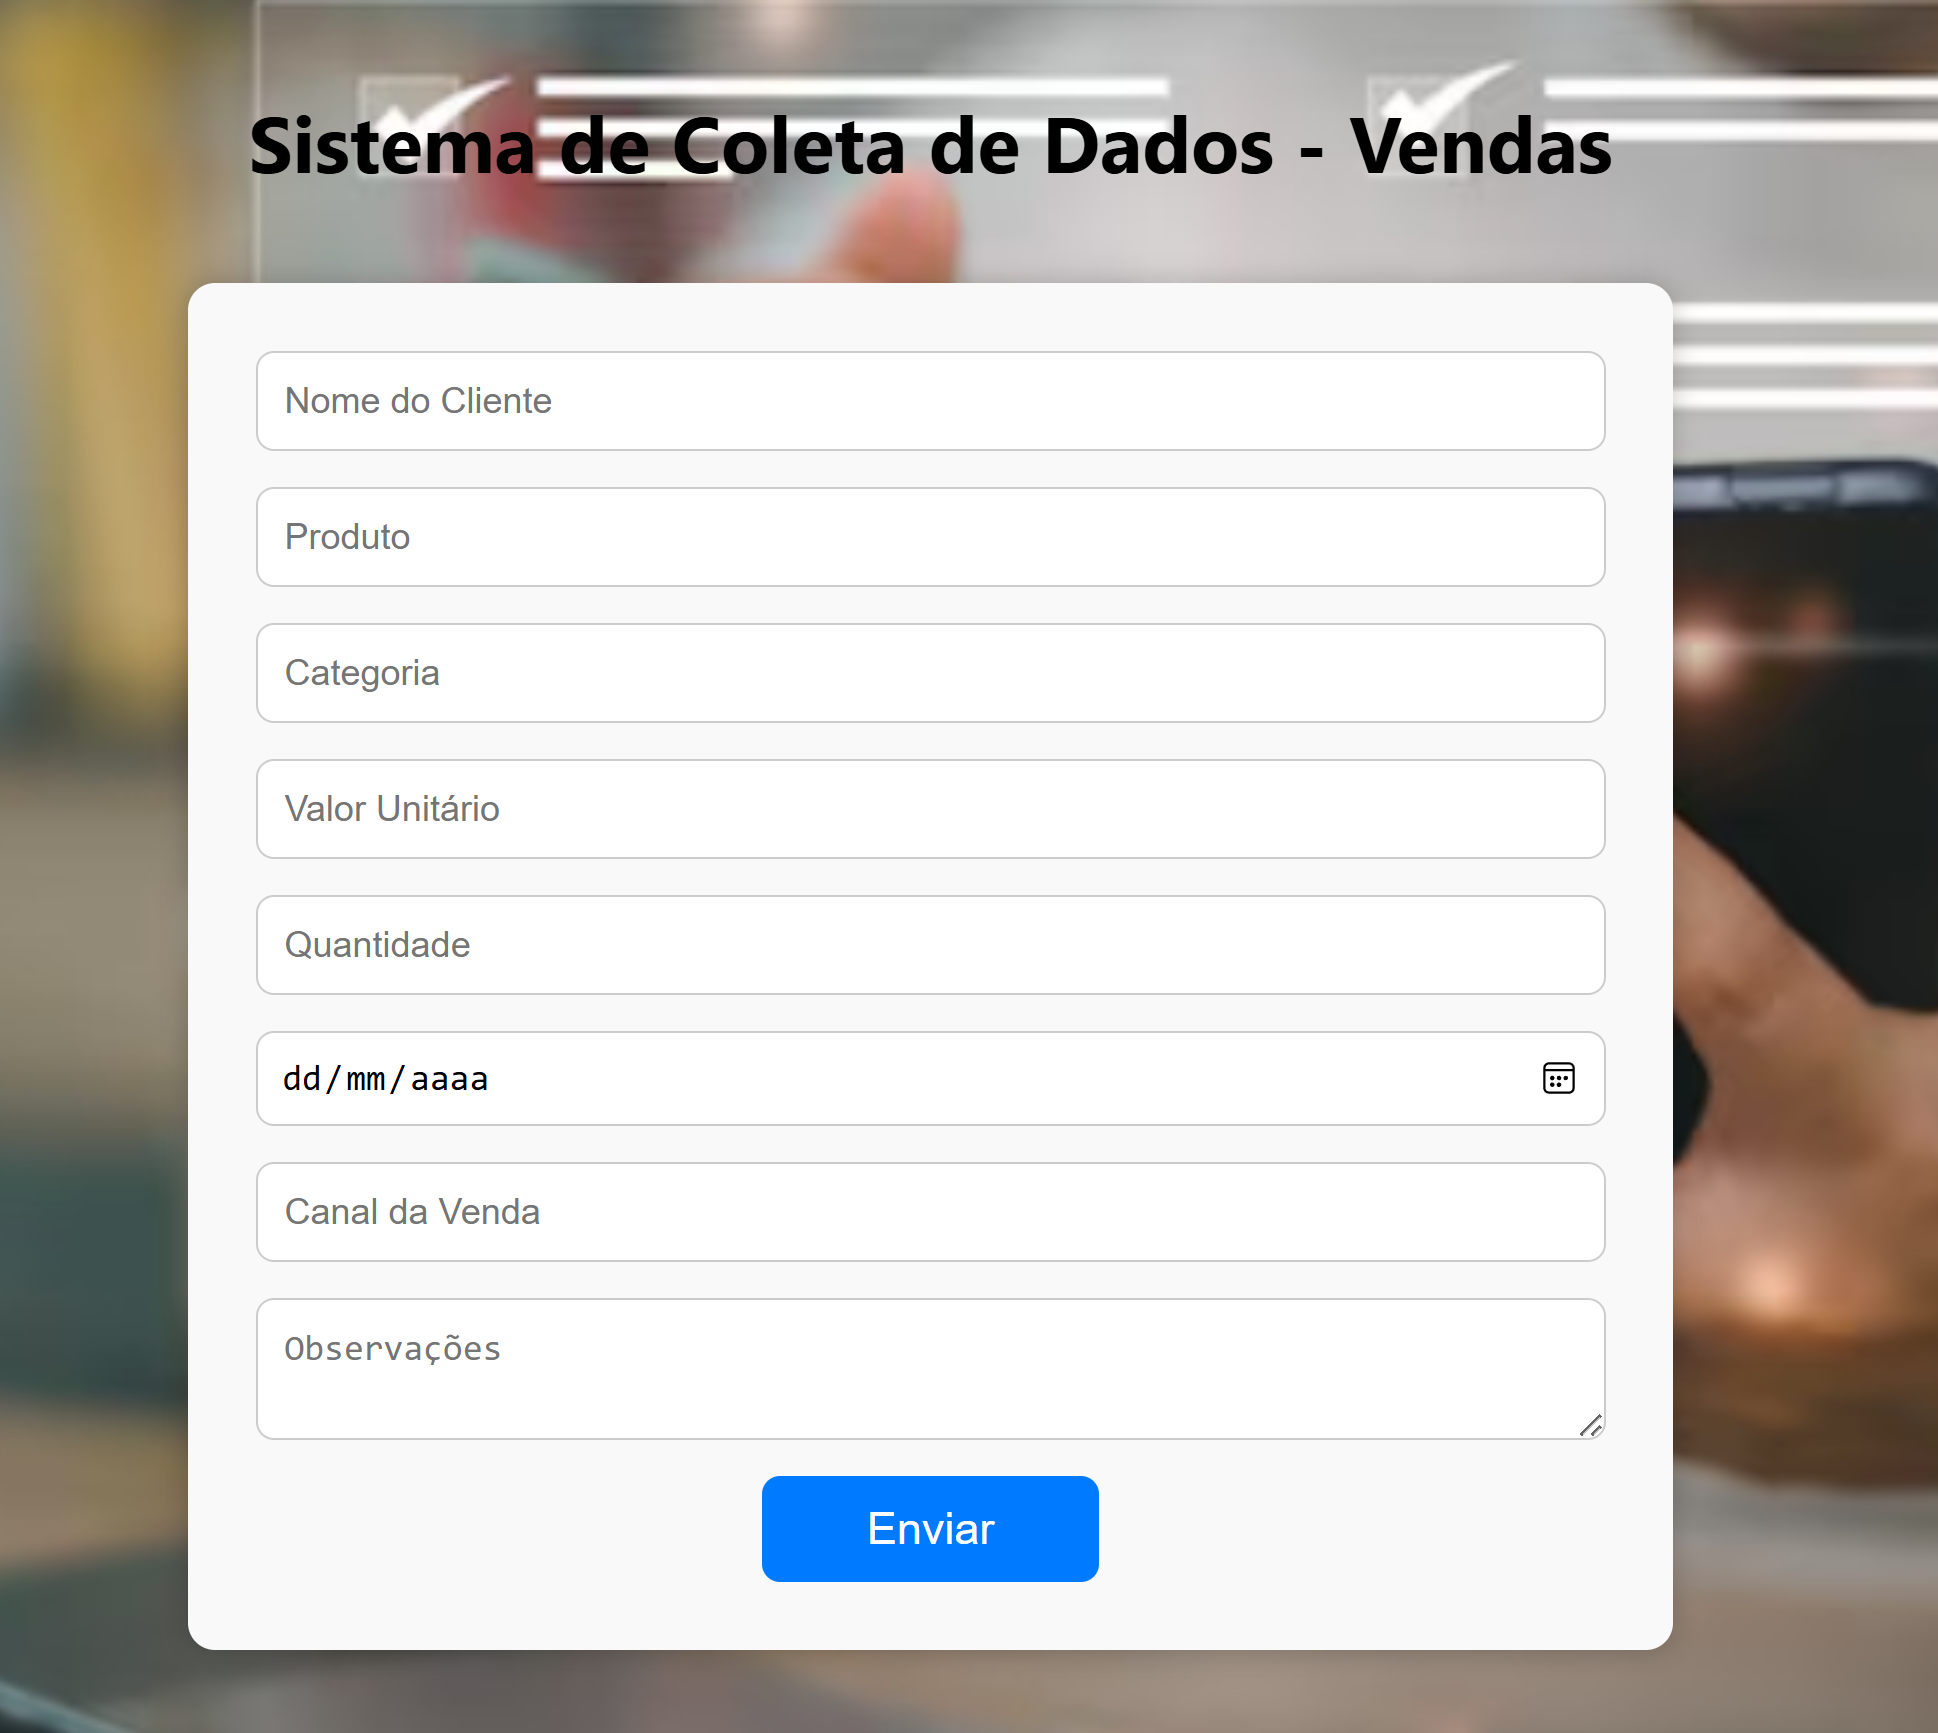 Sistema de Coleta de Dados - Vendas
Nome do Cliente
Produto
Categoria
Valor Unitário
Quantidade
dd/mm/aaaa
Canal da Venda
Observações
Enviar